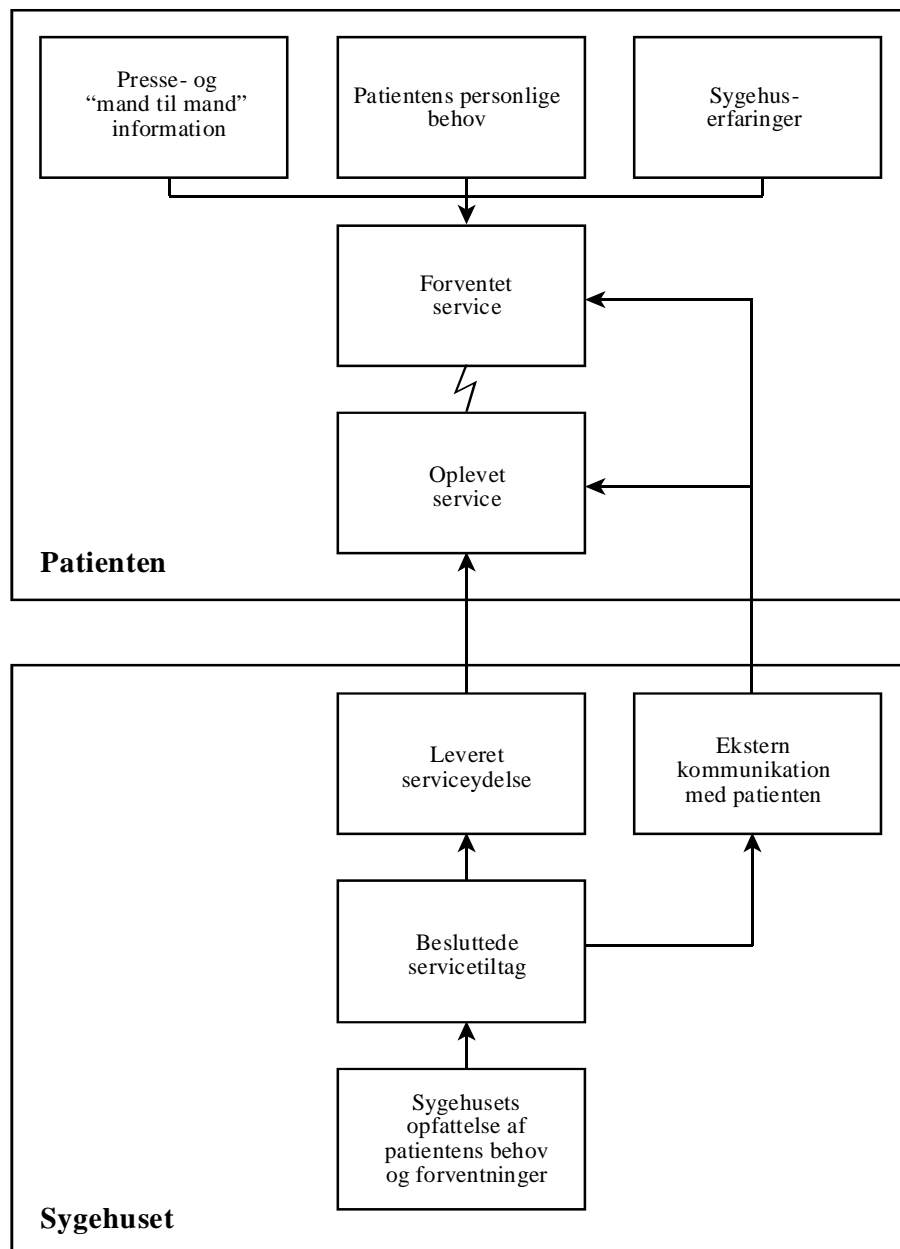 Presse- og
“mand til mand”
information
Patientens personlige
behov
Sygehus-
erfaringer
Forventet
service
Oplevet
service
Patienten
Leveret
serviceydelse
Ekstern
kommunikation
med patienten
Besluttede
servicetiltag
Sygehusets
opfattelse af
patientens behov
og forventninger
Sygehuset